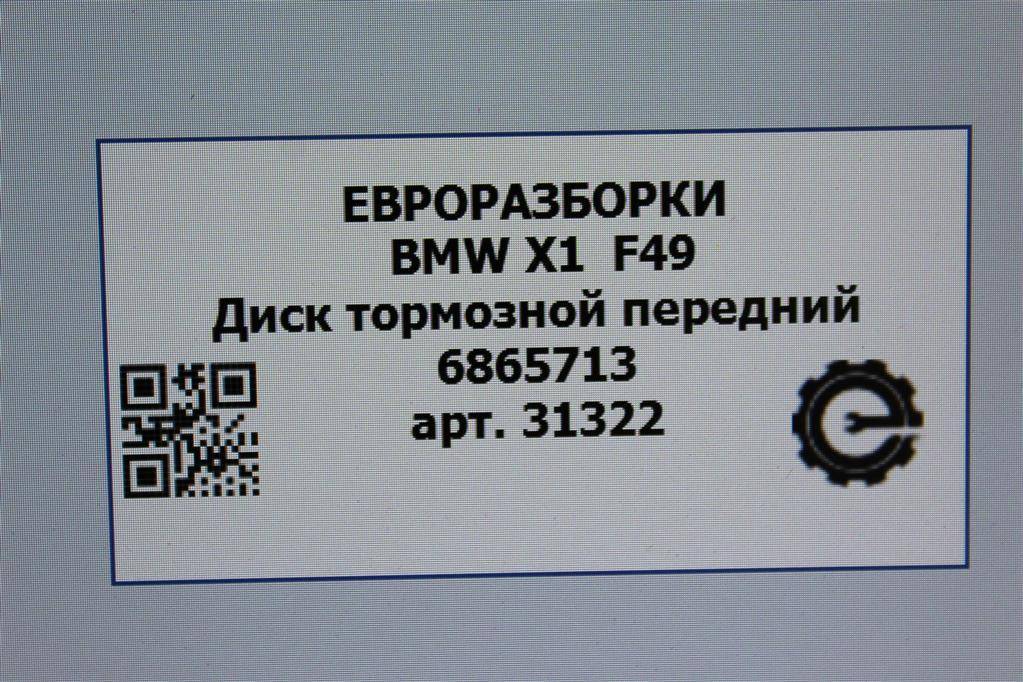 ЕВРОРАЗБОРКИ
BMW X1 F49
Диск тормозной передний
6865713
арт. 31322